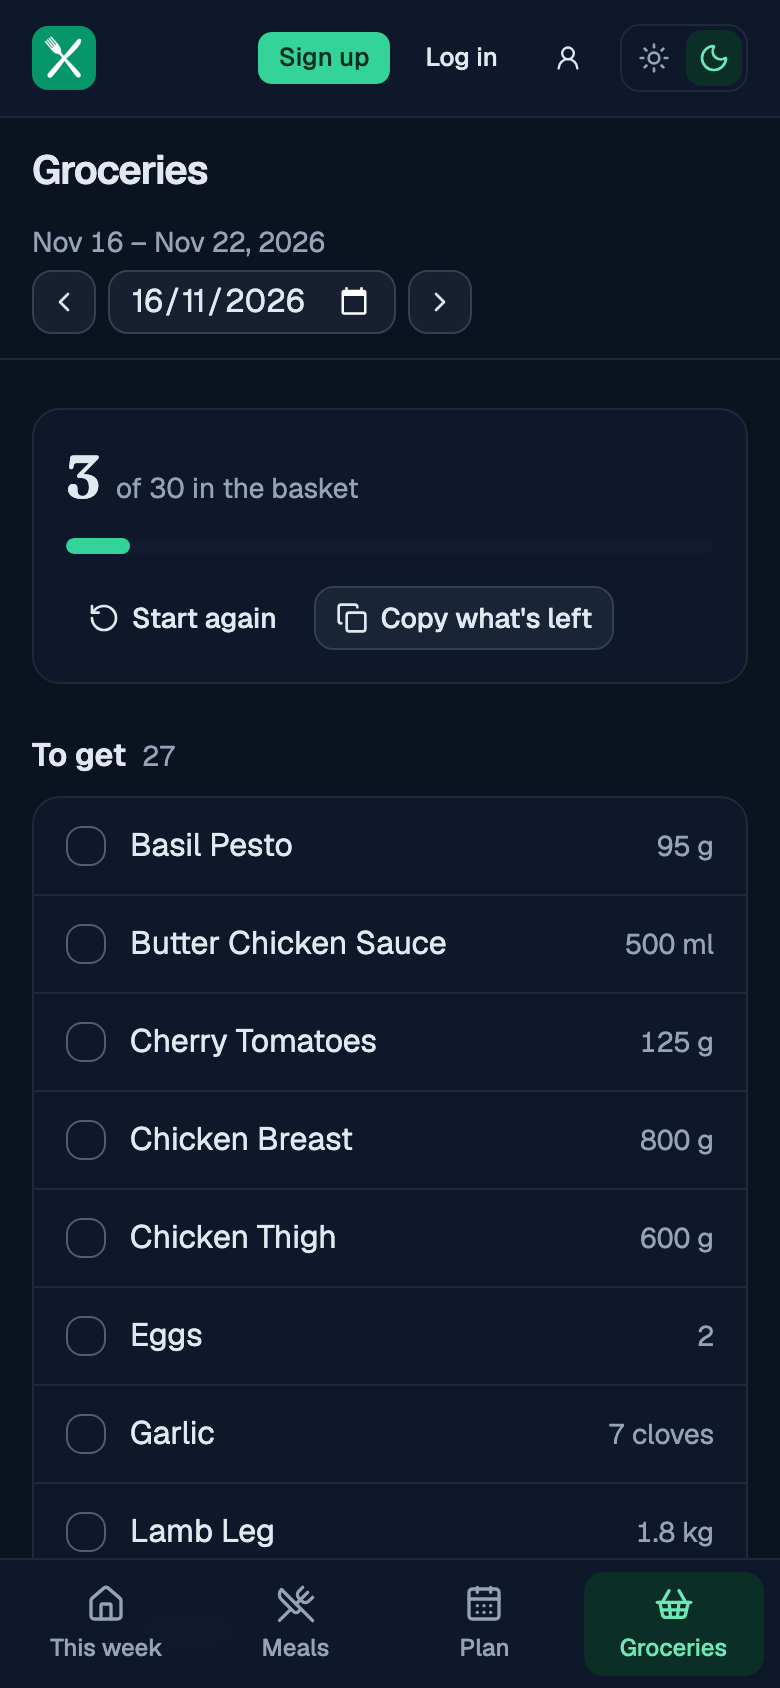 Sign up
Log in
Groceries
Nov 16 – Nov 22, 2026
16/11/2026
3 of 30 in the basket
Start again
Copy what's left
To get 27
Basil Pesto 95 g
Butter Chicken Sauce 500 ml
Cherry Tomatoes 125 g
Chicken Breast 800 g
Chicken Thigh 600 g
Eggs 2
Garlic 7 cloves
Lamb Leg 1.8 kg
This week
Meals
Plan
Groceries